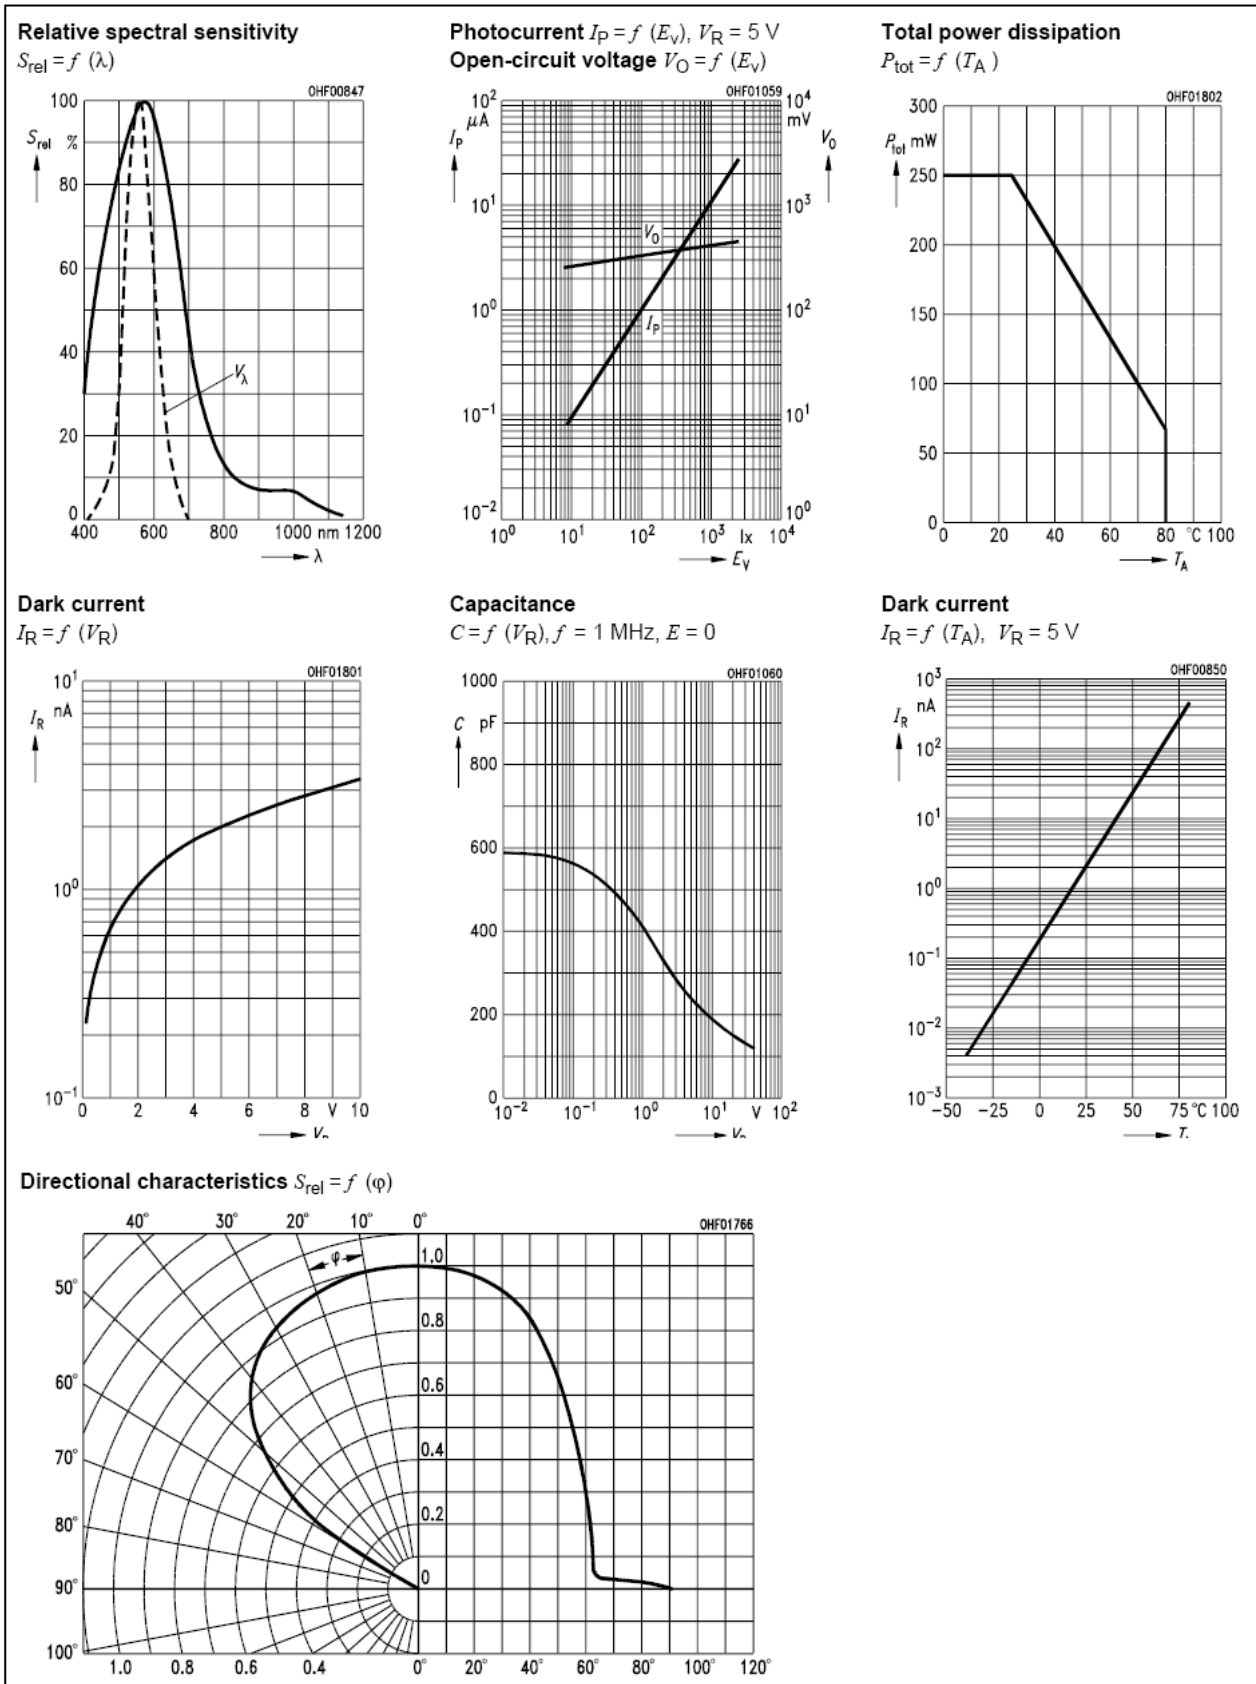 Relative spectral sensitivity
S_rel = f (λ)
OHF00847
S_rel %
100
80
60
40
20
0
V_λ
400 600 800 1000 nm 1200
λ
Photocurrent I_P = f (E_v), V_R = 5 V
Open-circuit voltage V_O = f (E_v)
OHF01059
I_P μA
10^2
10^1
10^0
10^-1
10^-2
10^4
mV V_O
10^3
10^2
10^1
10^0
V_O
I_P
10^0 10^1 10^2 10^3 lx 10^4
E_V
Total power dissipation
P_tot = f (T_A)
OHF01802
P_tot mW
300
250
200
150
100
50
0
0 20 40 60 80 °C 100
T_A
Dark current
I_R = f (V_R)
OHF01801
I_R nA
10^1
10^0
10^-1
0 2 4 6 8 V 10
Capacitance
C = f (V_R), f = 1 MHz, E = 0
OHF01060
C pF
1000
800
600
400
200
0
10^-2 10^-1 10^0 10^1 V 10^2
Dark current
I_R = f (T_A), V_R = 5 V
OHF00850
I_R nA
10^3
10^2
10^1
10^0
10^-1
10^-2
10^-3
-50 -25 0 25 50 75 °C 100
Directional characteristics S_rel = f (φ)
40° 30° 20° 10° 0°
OHF01766
φ
50°
60°
70°
80°
90°
100°
1.0
0.8
0.6
0.4
0.2
0
1.0 0.8 0.6 0.4 0° 20° 40° 60° 80° 100° 120°